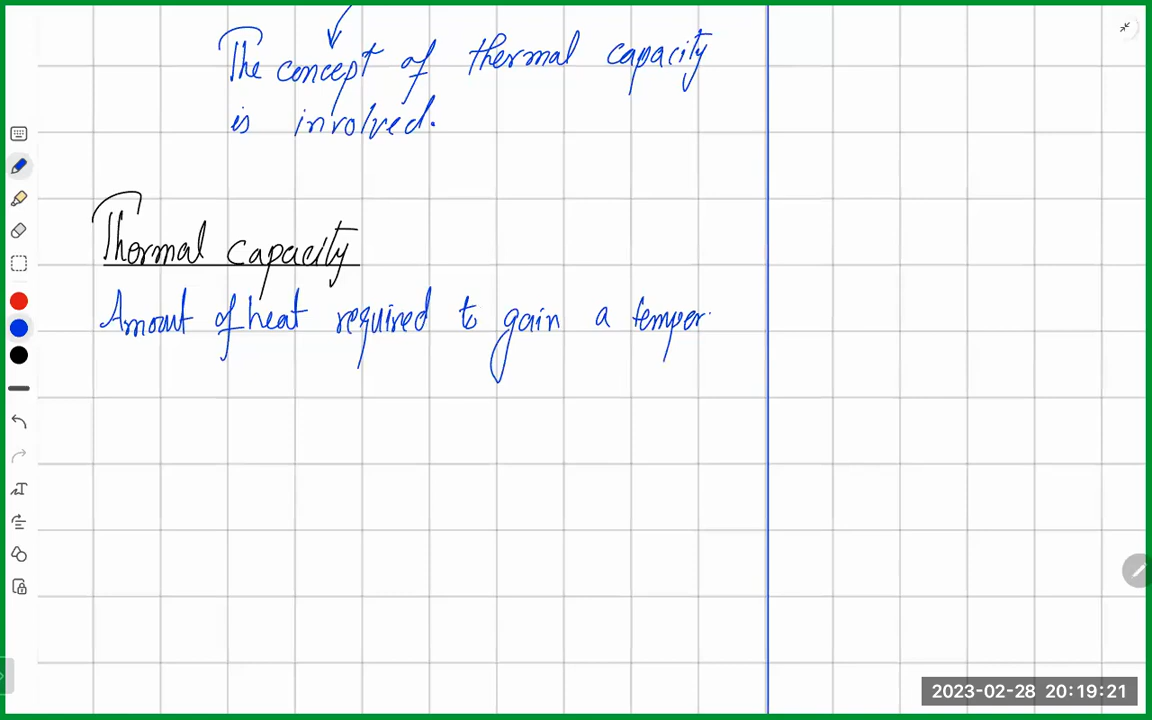 The concept of thermal capacity
is involved.
Thermal capacity
Amount of heat required to gain a temper
2023-02-28 20:19:21